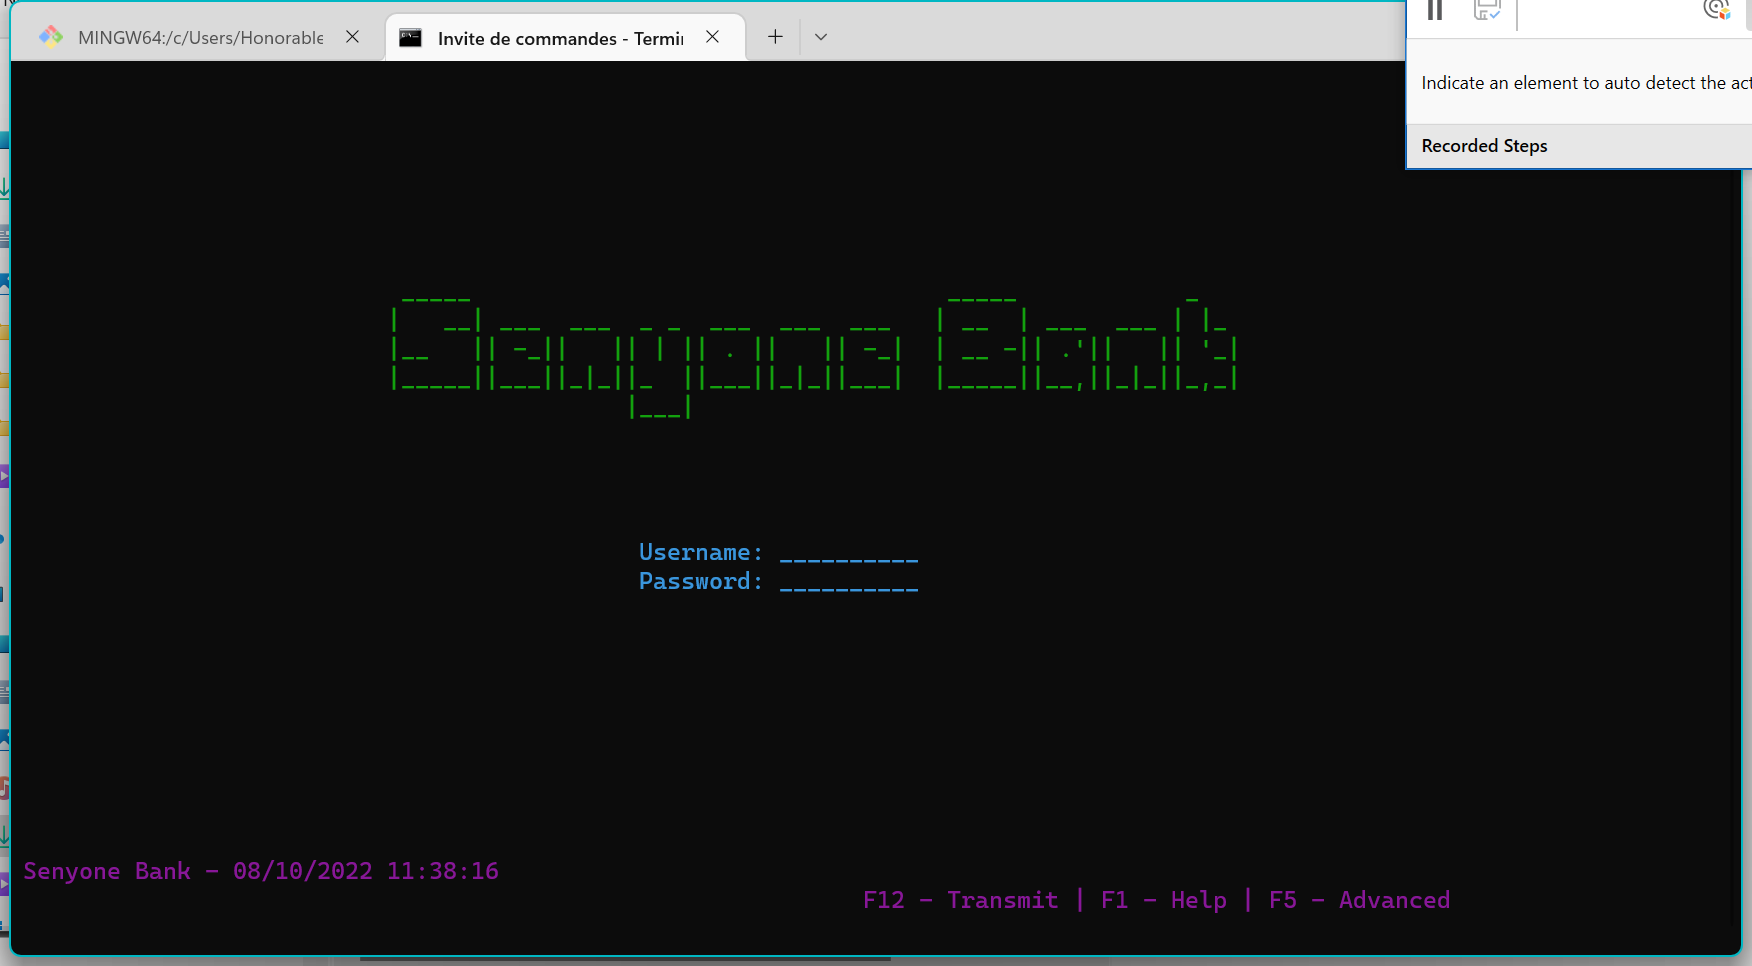 MINGW64:/c/Users/Honorable
Invite de commandes - Termi
Indicate an element to auto detect the act
Recorded Steps
Senyone Bank
Username: __________
Password: __________
Senyone Bank - 08/10/2022 11:38:16
F12 - Transmit | F1 - Help | F5 - Advanced